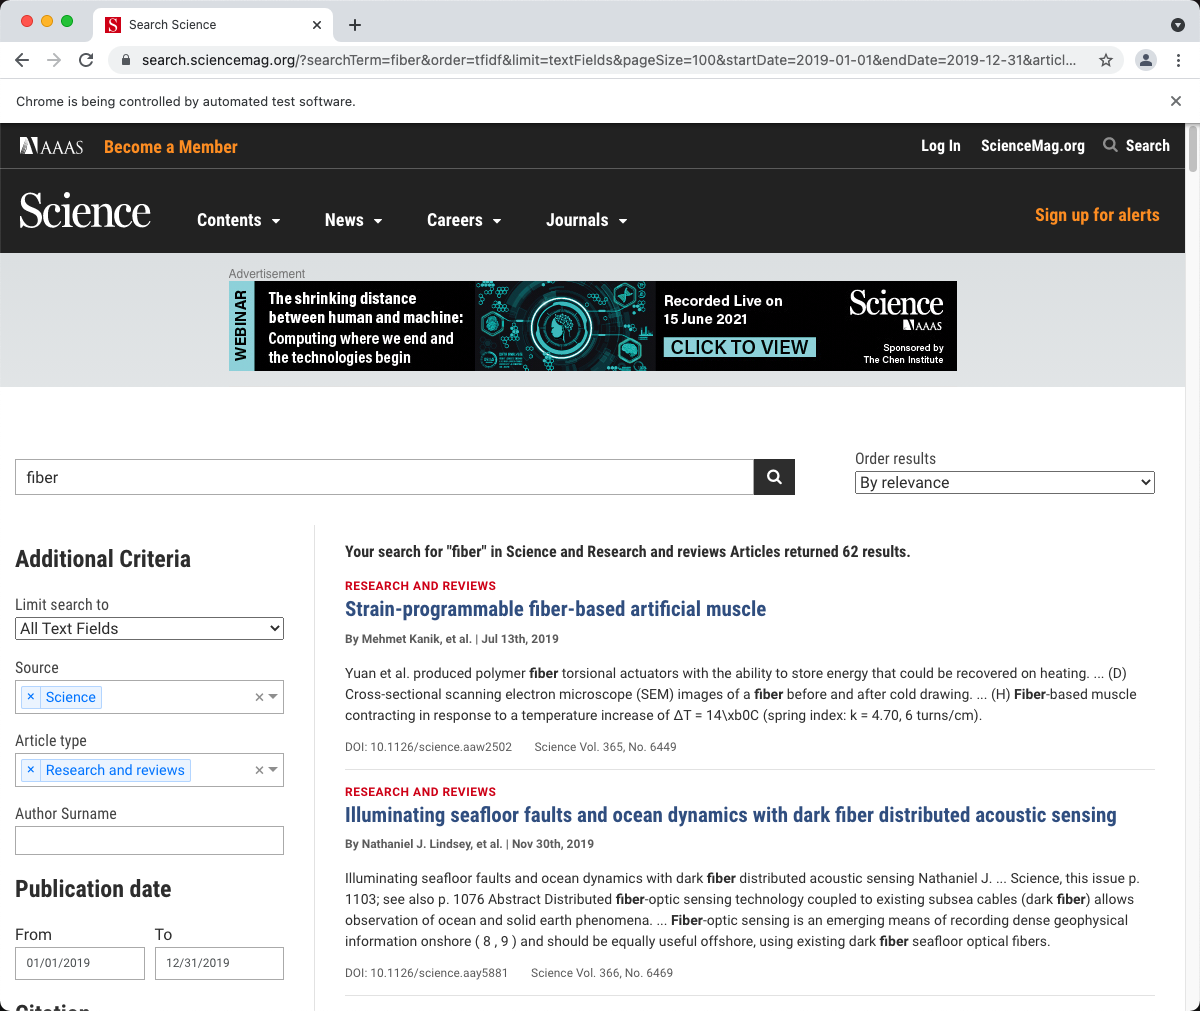 Search Science
search.sciencemag.org/?searchTerm=fiber&order=tfidf&limit=textFields&pageSize=100&startDate=2019-01-01&endDate=2019-12-31&articl...
Chrome is being controlled by automated test software.
AAAS
Become a Member
Log In
ScienceMag.org
Search
Science
Contents
News
Careers
Journals
Sign up for alerts
Advertisement
WEBINAR
The shrinking distance
between human and machine:
Computing where we end and
the technologies begin
Recorded Live on
15 June 2021
CLICK TO VIEW
Science
AAAS
Sponsored by
The Chen Institute
fiber
Order results
By relevance
Additional Criteria
Limit search to
All Text Fields
Source
× Science
Article type
× Research and reviews
Author Surname
Publication date
From To
01/01/2019 12/31/2019
Citation
Your search for "fiber" in Science and Research and reviews Articles returned 62 results.
RESEARCH AND REVIEWS
Strain-programmable fiber-based artificial muscle
By Mehmet Kanik, et al. | Jul 13th, 2019
Yuan et al. produced polymer fiber torsional actuators with the ability to store energy that could be recovered on heating. ... (D)
Cross-sectional scanning electron microscope (SEM) images of a fiber before and after cold drawing. ... (H) Fiber-based muscle
contracting in response to a temperature increase of ΔT = 14\xb0C (spring index: k = 4.70, 6 turns/cm).
DOI: 10.1126/science.aaw2502 Science Vol. 365, No. 6449
RESEARCH AND REVIEWS
Illuminating seafloor faults and ocean dynamics with dark fiber distributed acoustic sensing
By Nathaniel J. Lindsey, et al. | Nov 30th, 2019
Illuminating seafloor faults and ocean dynamics with dark fiber distributed acoustic sensing Nathaniel J. ... Science, this issue p.
1103; see also p. 1076 Abstract Distributed fiber-optic sensing technology coupled to existing subsea cables (dark fiber) allows
observation of ocean and solid earth phenomena. ... Fiber-optic sensing is an emerging means of recording dense geophysical
information onshore ( 8 , 9 ) and should be equally useful offshore, using existing dark fiber seafloor optical fibers.
DOI: 10.1126/science.aay5881 Science Vol. 366, No. 6469